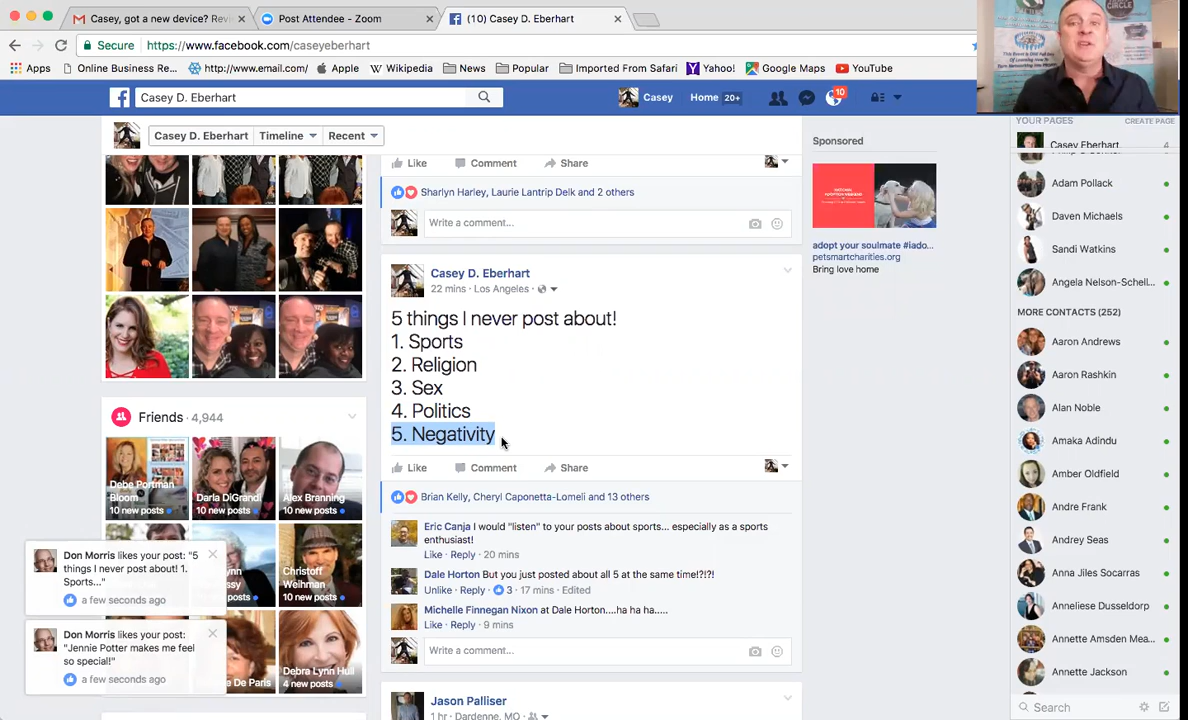 Casey, got a new device? Revi
Post Attendee - Zoom
(10) Casey D. Eberhart
Secure
https://www.facebook.com/caseyeberhart
Apps
Online Business Re...
http://www.email.com/
Apple
Wikipedia
News
Popular
Imported From Safari
Yahoo!
Google Maps
YouTube
Casey D. Eberhart
Casey
Home 20+
10
Casey D. Eberhart
Timeline
Recent
Like
Comment
Share
Sharlyn Harley, Laurie Lantrip Delk and 2 others
Write a comment...
Casey D. Eberhart
22 mins · Los Angeles ·
5 things I never post about!
1. Sports
2. Religion
3. Sex
4. Politics
5. Negativity
Like
Comment
Share
Brian Kelly, Cheryl Caponetta-Lomeli and 13 others
Eric Canja I would "listen" to your posts about sports... especially as a sports
enthusiast!
Like · Reply · 20 mins
Dale Horton But you just posted about all 5 at the same time!?!?!
Unlike · Reply · 3 · 17 mins · Edited
Michelle Finnegan Nixon at Dale Horton....ha ha ha.....
Like · Reply · 9 mins
Write a comment...
Jason Palliser
1 hr · Dardenne, MO ·
Friends · 4,944
Debe Portman
Bloom
10 new posts
Darla DiGrandi
10 new posts
Alex Branning
10 new posts
Christoff
Weihman
10 new posts
Debra Lynn Hull
4 new posts
De Paris
Don Morris likes your post: "5
things I never post about! 1.
Sports..."
a few seconds ago
Don Morris likes your post:
"Jennie Potter makes me feel
so special!"
a few seconds ago
Sponsored
adopt your soulmate #iado...
petsmartcharities.org
Bring love home
YOUR PAGES
CREATE PAGE
Casey Eberhart
4
Adam Pollack
Daven Michaels
Sandi Watkins
Angela Nelson-Schell...
MORE CONTACTS (252)
Aaron Andrews
Aaron Rashkin
Alan Noble
Amaka Adindu
Amber Oldfield
Andre Frank
Andrey Seas
Anna Jiles Socarras
Anneliese Dusseldorp
Annette Amsden Mea...
Annette Jackson
Search